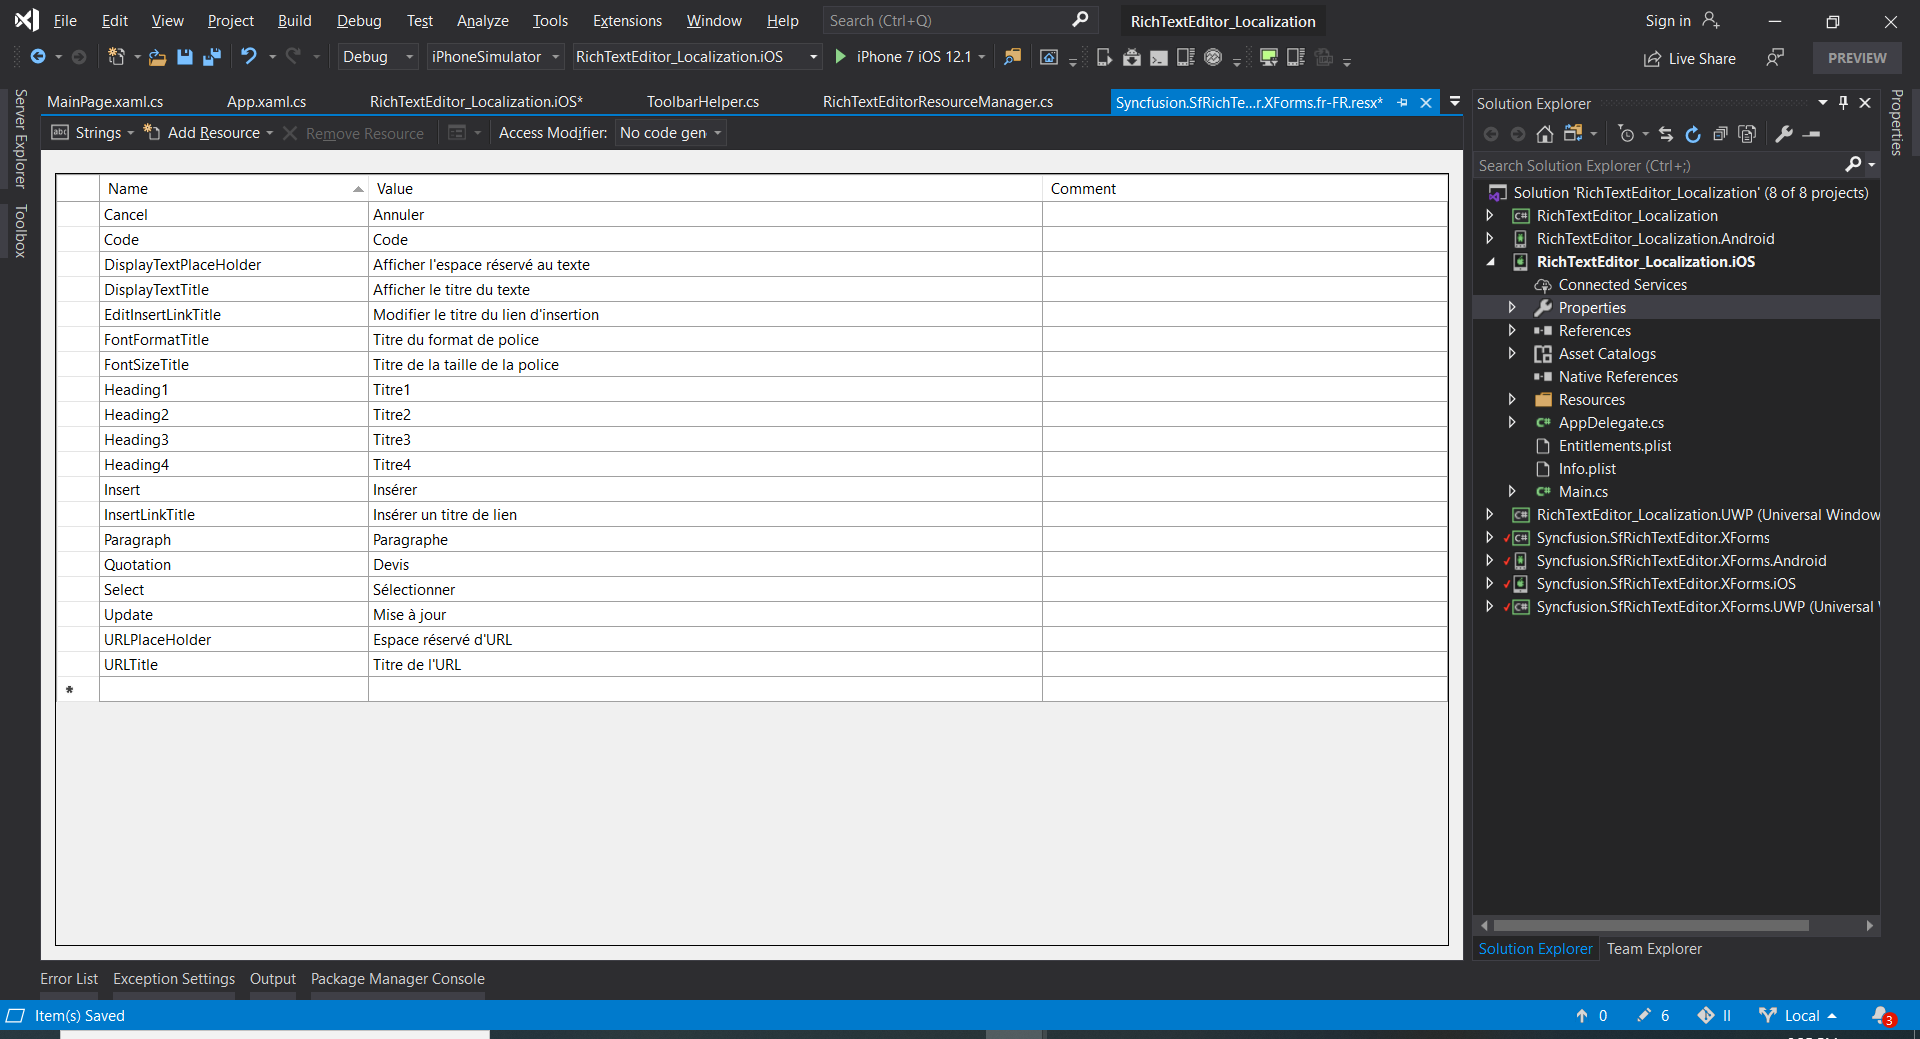 File Edit View Project Build Debug Test Analyze Tools Extensions Window Help Search (Ctrl+Q) RichTextEditor_Localization Sign in
Debug iPhoneSimulator RichTextEditor_Localization.iOS iPhone 7 iOS 12.1 Live Share PREVIEW
MainPage.xaml.cs App.xaml.cs RichTextEditor_Localization.iOS* ToolbarHelper.cs RichTextEditorResourceManager.cs Syncfusion.SfRichTe...r.XForms.fr-FR.resx*
Strings Add Resource Remove Resource Access Modifier: No code gen
Server Explorer
Toolbox
Name Value Comment
Cancel Annuler
Code Code
DisplayTextPlaceHolder Afficher l'espace réservé au texte
DisplayTextTitle Afficher le titre du texte
EditInsertLinkTitle Modifier le titre du lien d'insertion
FontFormatTitle Titre du format de police
FontSizeTitle Titre de la taille de la police
Heading1 Titre1
Heading2 Titre2
Heading3 Titre3
Heading4 Titre4
Insert Insérer
InsertLinkTitle Insérer un titre de lien
Paragraph Paragraphe
Quotation Devis
Select Sélectionner
Update Mise à jour
URLPlaceHolder Espace réservé d'URL
URLTitle Titre de l'URL
*
Solution Explorer
Search Solution Explorer (Ctrl+;)
Solution 'RichTextEditor_Localization' (8 of 8 projects)
C# RichTextEditor_Localization
RichTextEditor_Localization.Android
RichTextEditor_Localization.iOS
Connected Services
Properties
References
Asset Catalogs
Native References
Resources
C# AppDelegate.cs
Entitlements.plist
Info.plist
C# Main.cs
C# RichTextEditor_Localization.UWP (Universal Window
C# Syncfusion.SfRichTextEditor.XForms
Syncfusion.SfRichTextEditor.XForms.Android
Syncfusion.SfRichTextEditor.XForms.iOS
C# Syncfusion.SfRichTextEditor.XForms.UWP (Universal
Solution Explorer Team Explorer
Properties
Error List Exception Settings Output Package Manager Console
Item(s) Saved 0 6 II Local 3